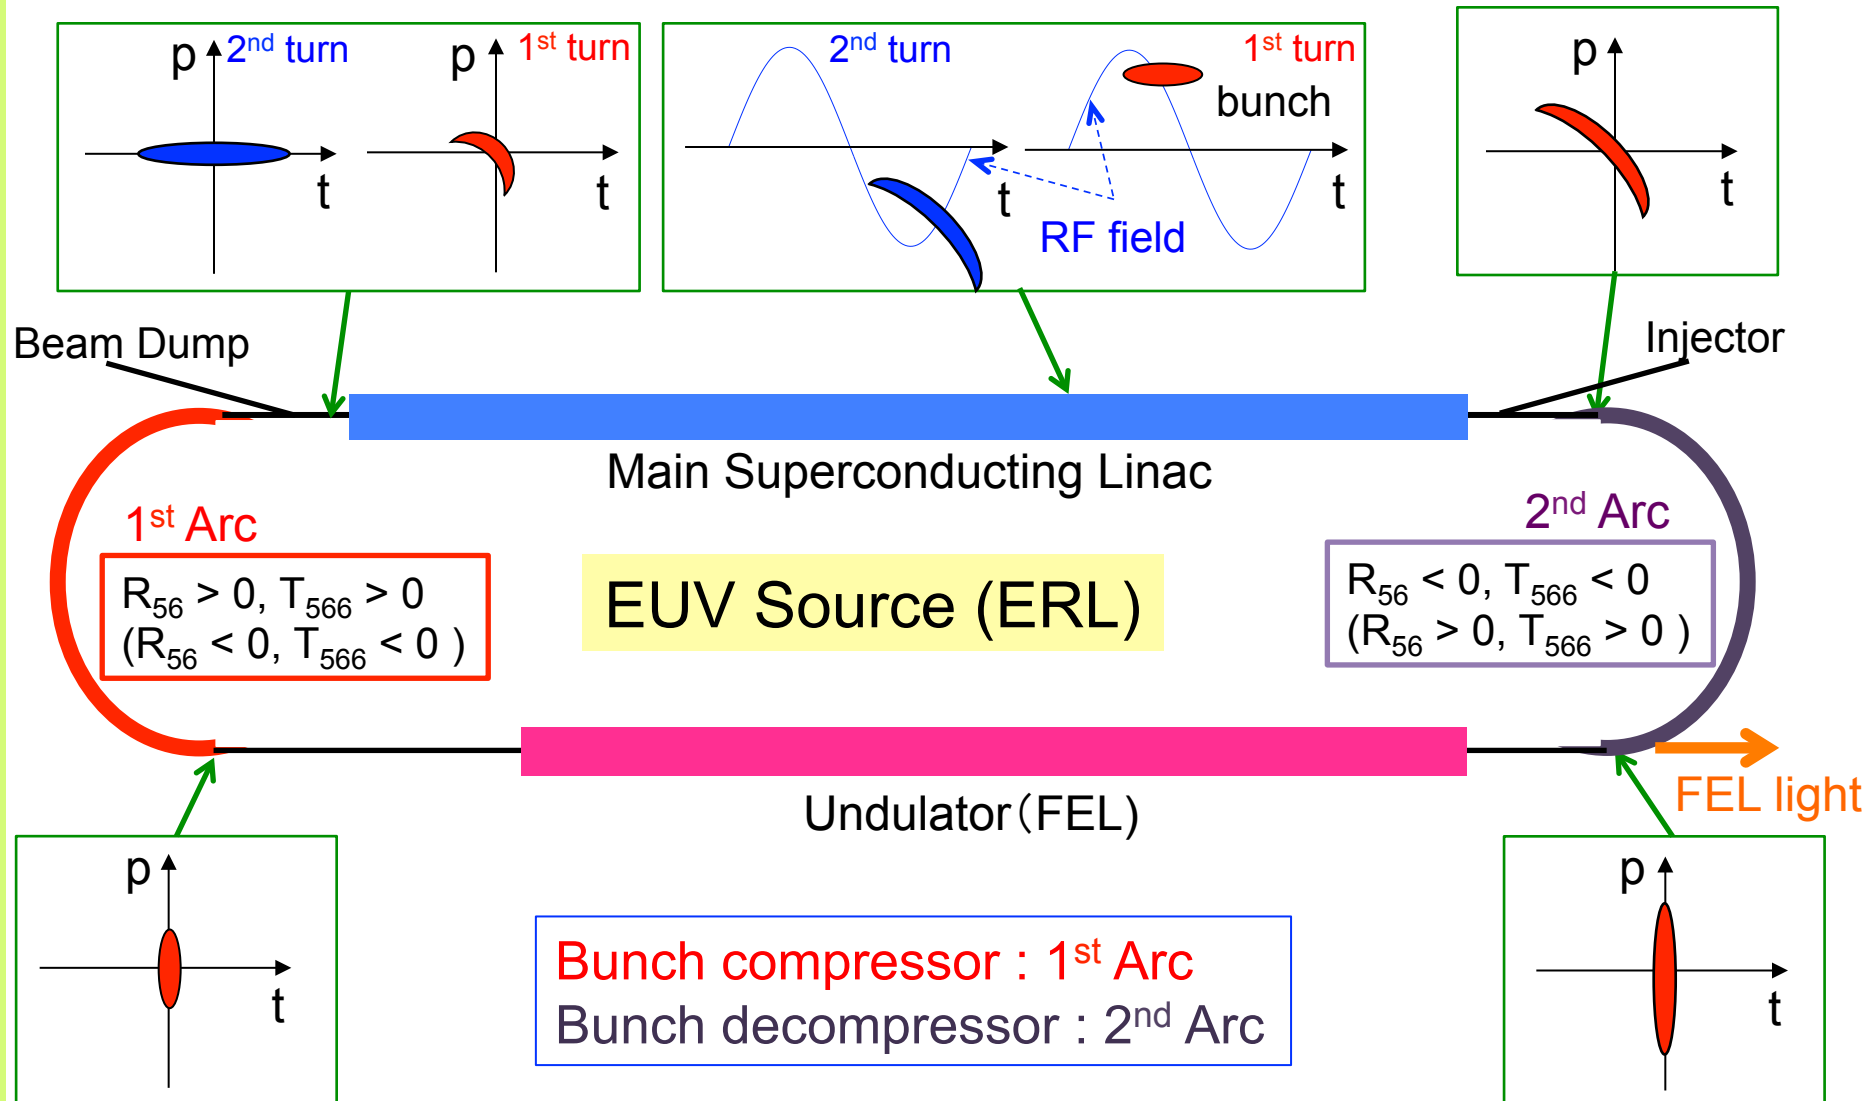 p
2nd turn
t
p
1st turn
t
2nd turn
t
1st turn
bunch
t
RF field
p
t
Beam Dump
Injector
Main Superconducting Linac
1st Arc
R56 > 0, T566 > 0
(R56 < 0, T566 < 0 )
EUV Source (ERL)
2nd Arc
R56 < 0, T566 < 0
(R56 > 0, T566 > 0 )
Undulator（FEL)
FEL light
p
t
Bunch compressor : 1st Arc
Bunch decompressor : 2nd Arc
p
t